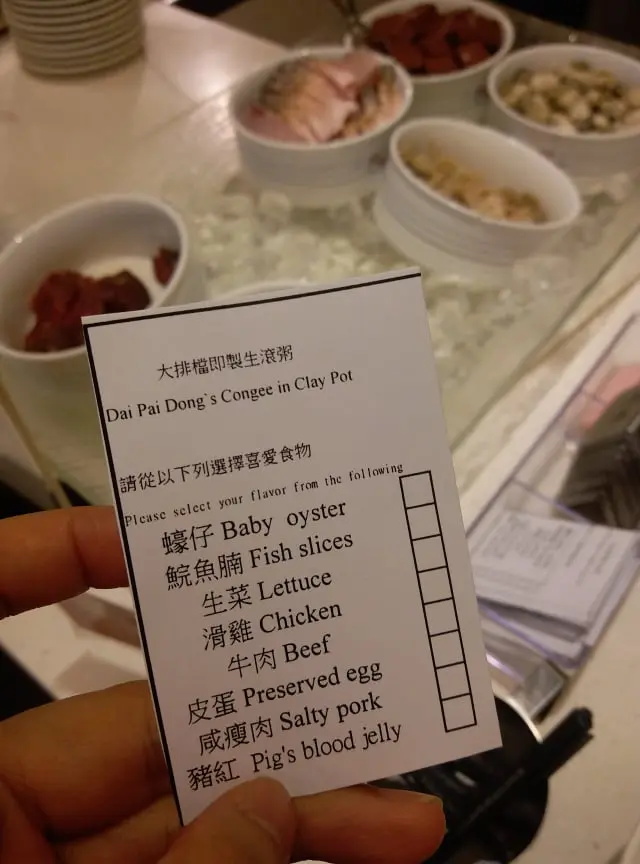 大排檔即製生滾粥
Dai Pai Dong`s Congee in Clay Pot
請從以下列選擇喜愛食物
Please select your flavor from the following
蠔仔 Baby oyster
鯇魚腩 Fish slices
生菜 Lettuce
滑雞 Chicken
牛肉 Beef
皮蛋 Preserved egg
咸瘦肉 Salty pork
豬紅 Pig's blood jelly